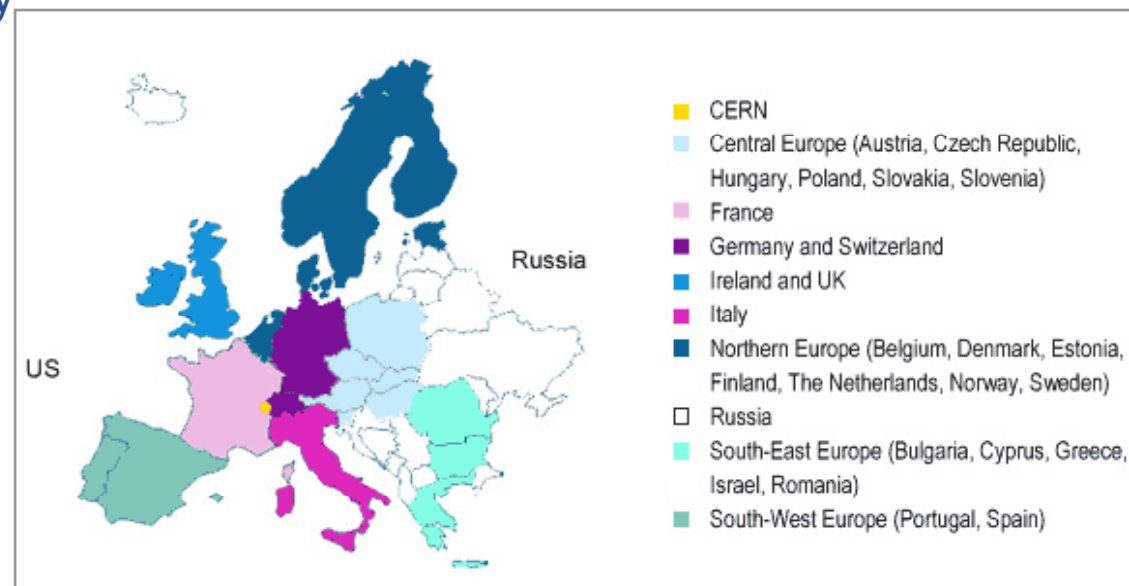 y
Russia
US
CERN
Central Europe (Austria, Czech Republic,
Hungary, Poland, Slovakia, Slovenia)
France
Germany and Switzerland
Ireland and UK
Italy
Northern Europe (Belgium, Denmark, Estonia,
Finland, The Netherlands, Norway, Sweden)
Russia
South-East Europe (Bulgaria, Cyprus, Greece,
Israel, Romania)
South-West Europe (Portugal, Spain)